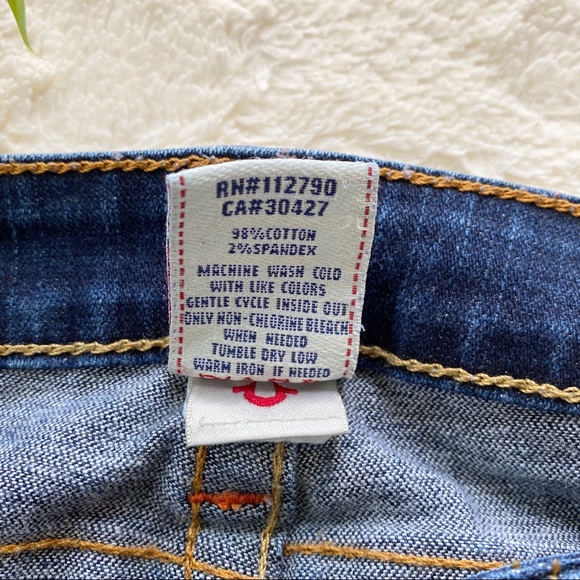 RN#112790
CA#30427
98%COTTON
2%SPANDEX
MACHINE WASH COLD
WITH LIKE COLORS
GENTLE CYCLE INSIDE OUT
ONLY NON-CHLORINE BLEACH
WHEN NEEDED
TUMBLE DRY LOW
WARM IRON IF NEEDED